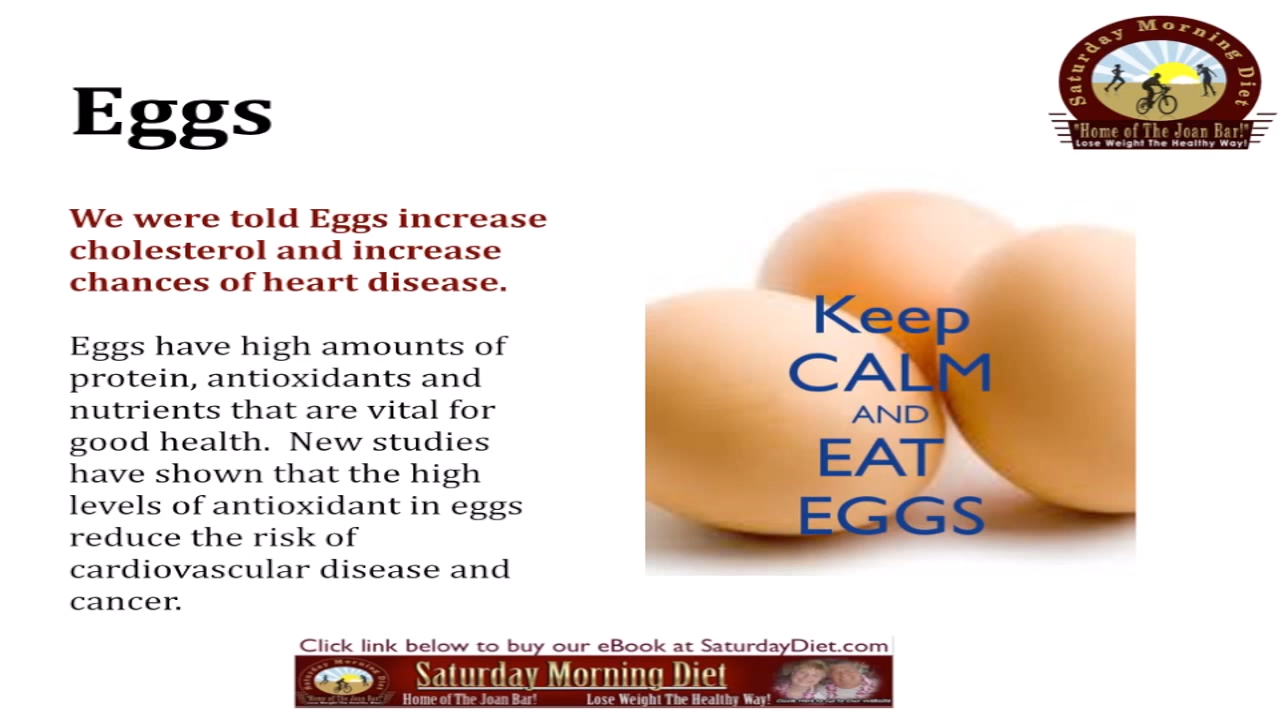 Saturday Morning Diet
"Home of The Joan Bar!"
Lose Weight The Healthy Way!
Eggs
We were told Eggs increase
cholesterol and increase
chances of heart disease.
Eggs have high amounts of
protein, antioxidants and
nutrients that are vital for
good health.  New studies
have shown that the high
levels of antioxidant in eggs
reduce the risk of
cardiovascular disease and
cancer.
Keep
CALM
AND
EAT
EGGS
Click link below to buy our eBook at SaturdayDiet.com
Saturday Morning Diet
Home of The Joan Bar!
Lose Weight The Healthy Way!